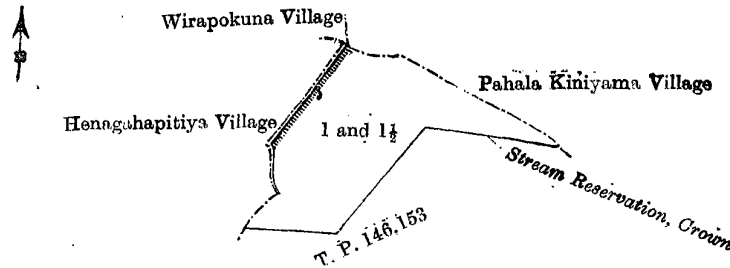 Wirapokuna Village
Pahala Kiniyama Village
Henagahapitiya Village
1 and 1½
Stream Reservation, Crown
T. P. 146,153